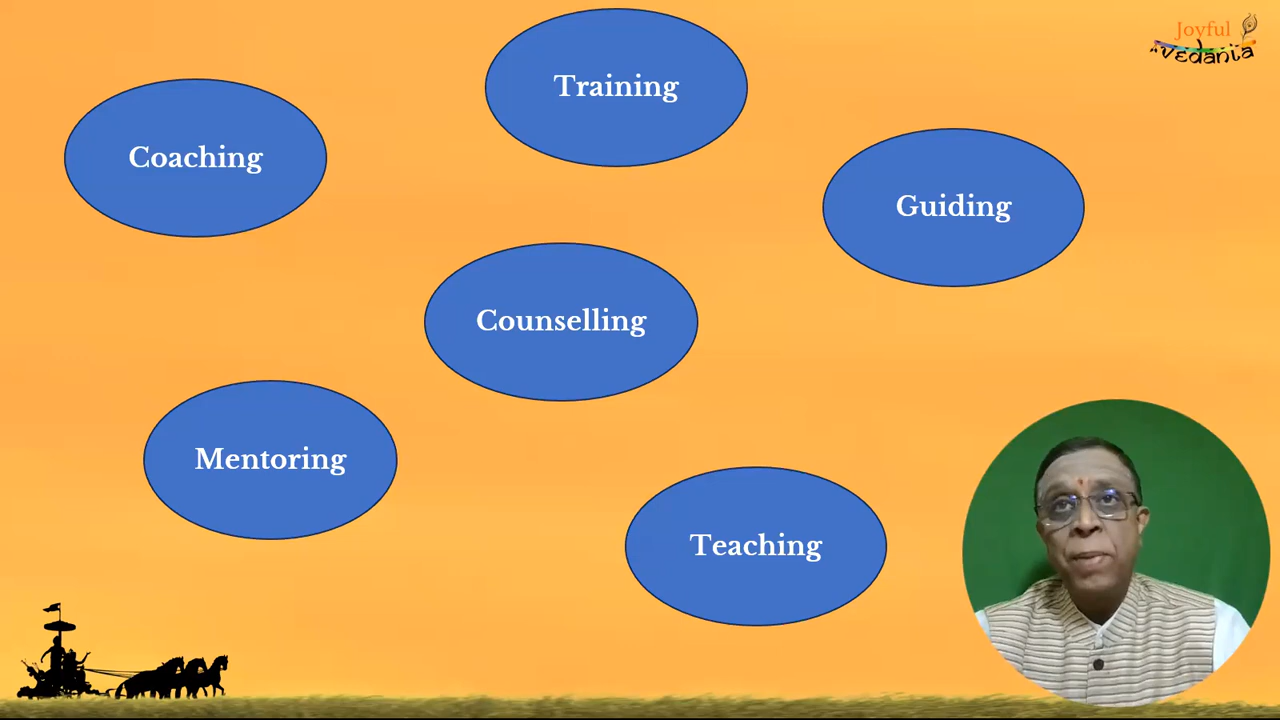 Training
Joyful
Vedanta
Coaching
Guiding
Counselling
Mentoring
Teaching